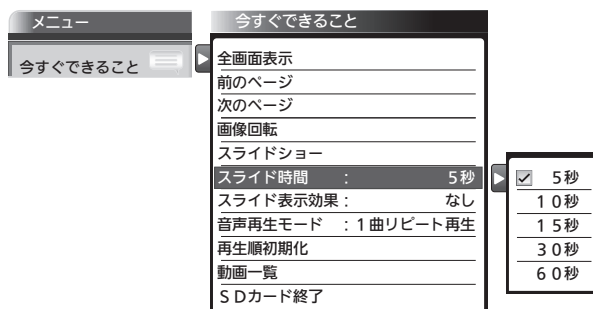 メニュー
今すぐできること
今すぐできること
全画面表示
前のページ
次のページ
画像回転
スライドショー
スライド時間 : 5秒
スライド表示効果 : なし
音声再生モード : 1曲リピート再生
再生順初期化
動画一覧
SDカード終了
5秒
10秒
15秒
30秒
60秒